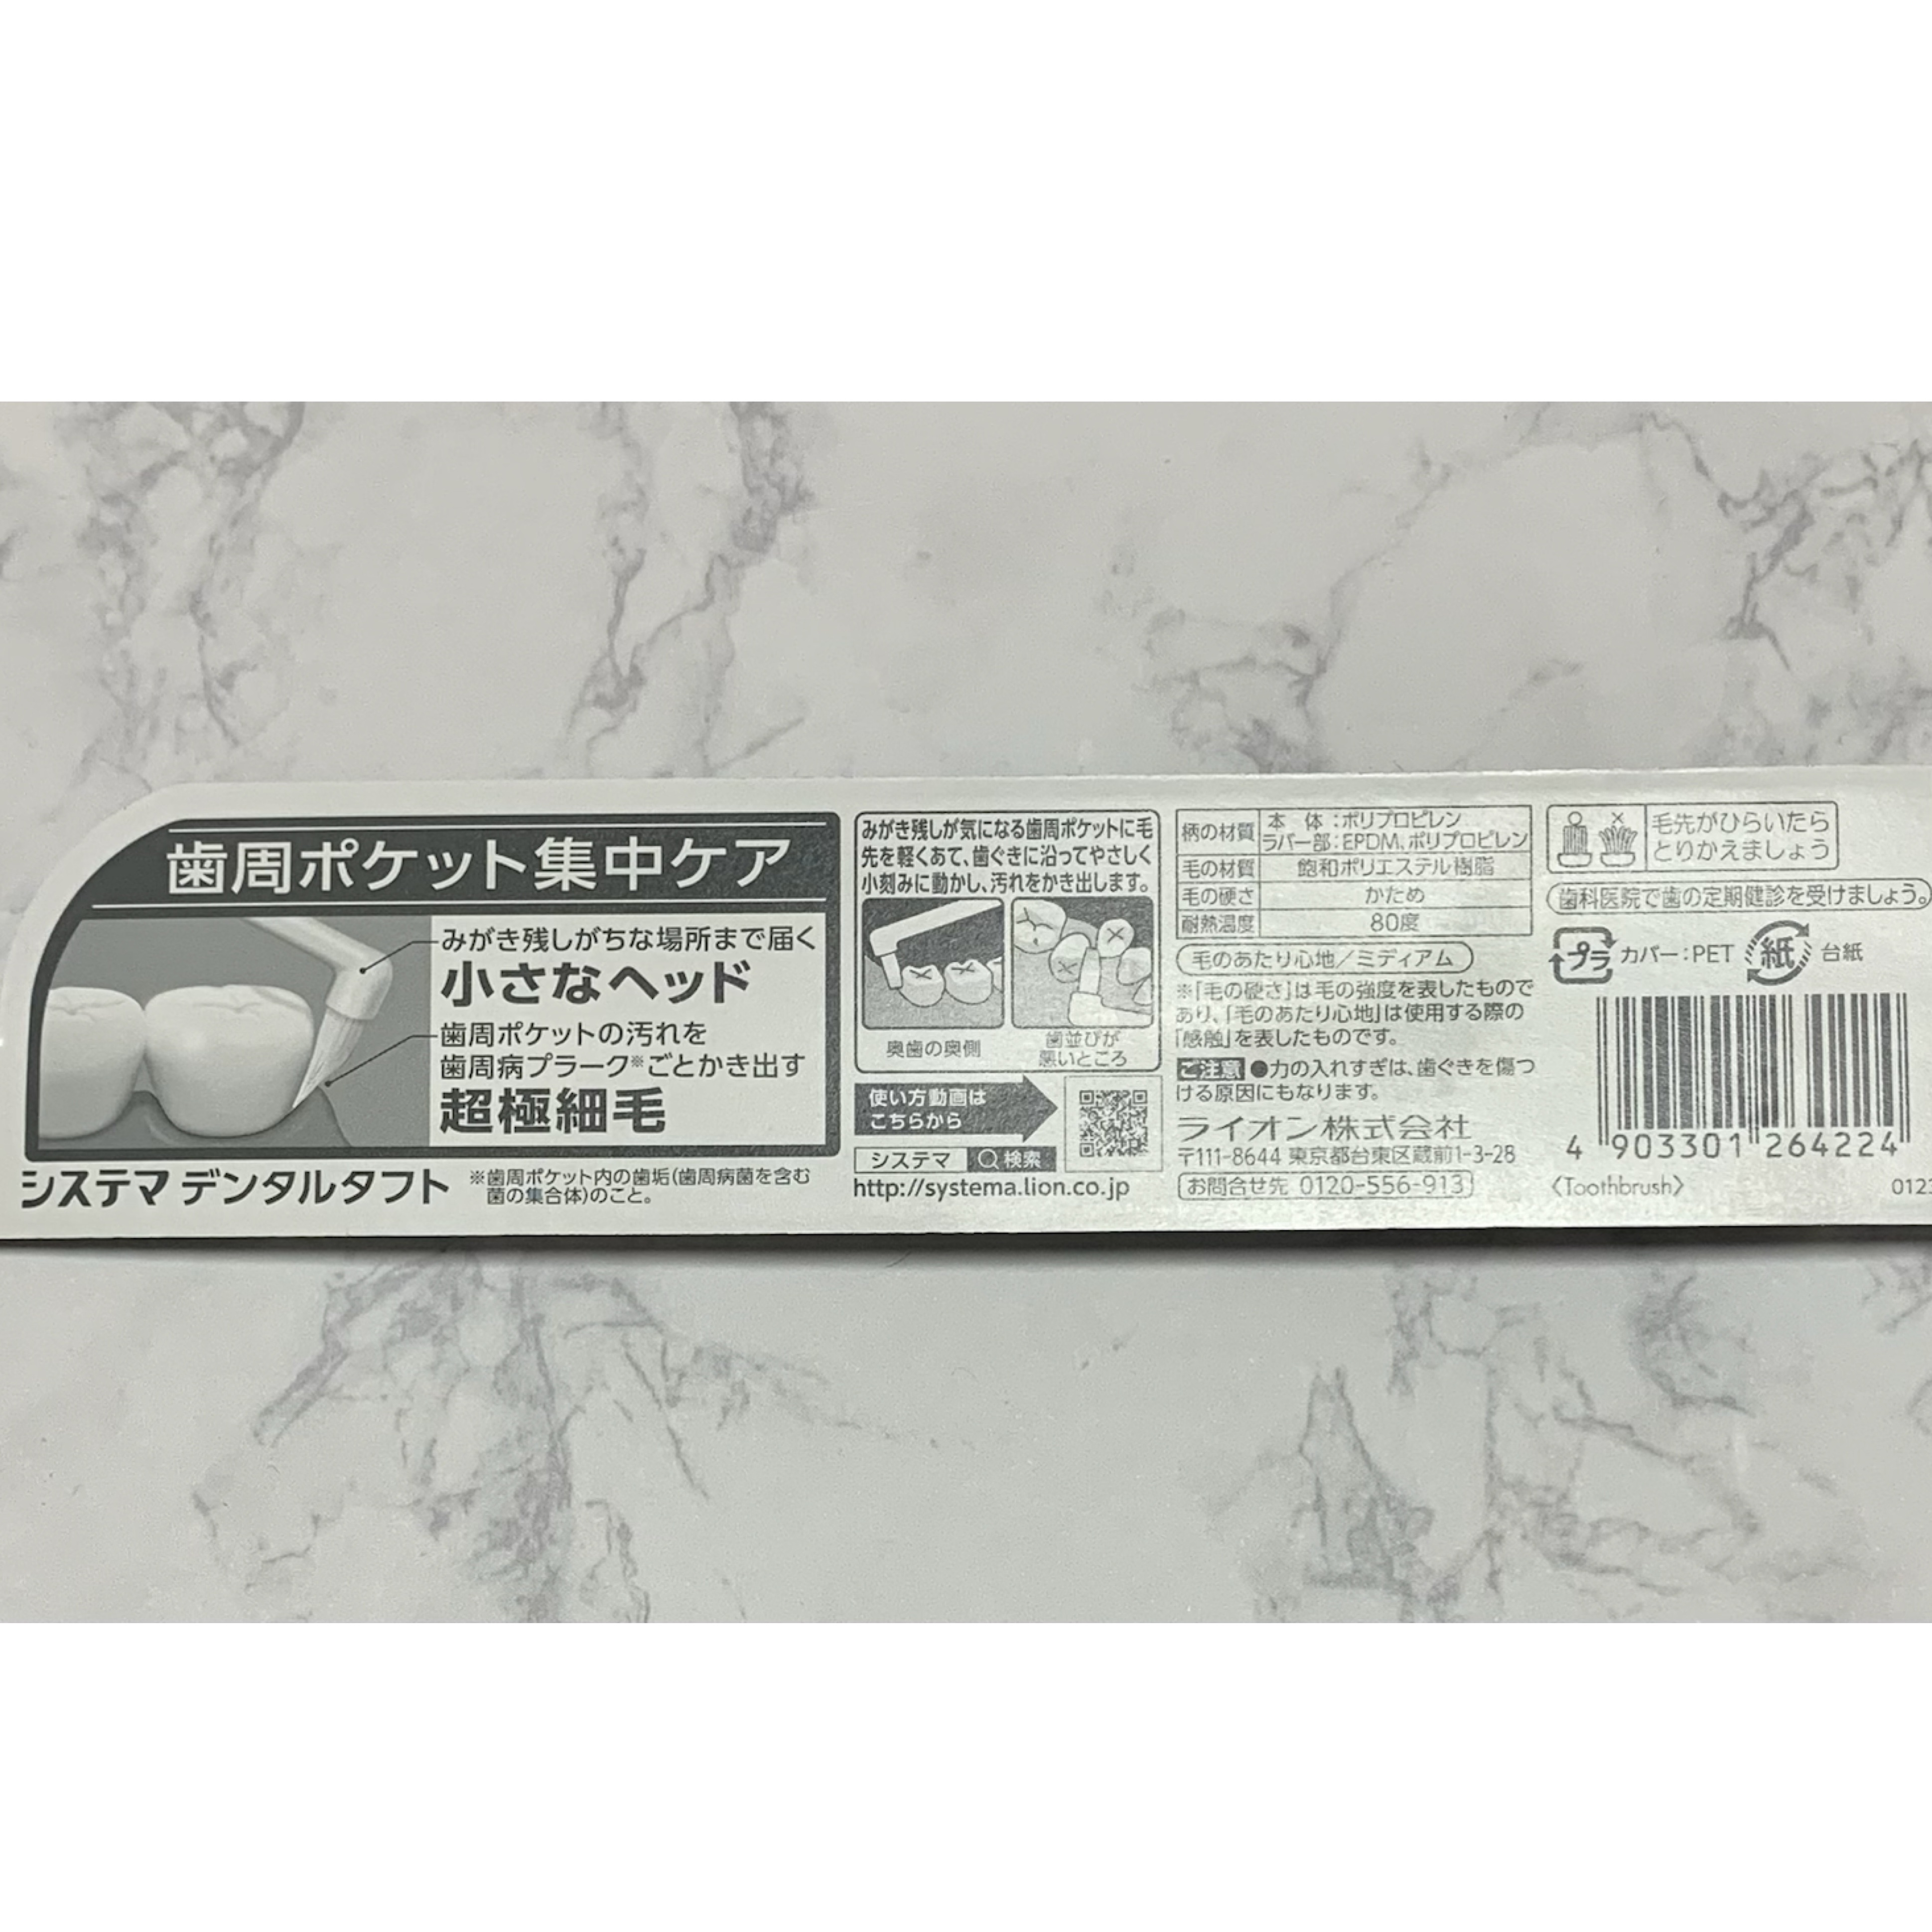 歯周ポケット集中ケア
みがき残しがちな場所まで届く
小さなヘッド
歯周ポケットの汚れを
歯周病プラーク※ごとかき出す
超極細毛
システマ デンタルタフト
※歯周ポケット内の歯垢(歯周病菌を含む
菌の集合体)のこと。
みがき残しが気になる歯周ポケットに毛
先を軽くあて、歯ぐきに沿ってやさしく
小刻みに動かし、汚れをかき出します。
奥歯の奥側
歯並びが
悪いところ
使い方動画は
こちらから
システマ 検索
http://systema.lion.co.jp
柄の材質 本 体:ポリプロピレン
ラバー部:EPDM、ポリプロピレン
毛の材質 飽和ポリエステル樹脂
毛の硬さ かため
耐熱温度 80度
毛のあたり心地/ミディアム
※「毛の硬さ」は毛の強度を表したもので
あり、「毛のあたり心地」は使用する際の
「感触」を表したものです。
ご注意 ●力の入れすぎは、歯ぐきを傷つ
ける原因にもなります。
ライオン株式会社
〒111-8644 東京都台東区蔵前1-3-28
お問合せ先 0120-556-913
毛先がひらいたら
とりかえましょう
歯科医院で歯の定期健診を受けましょう。
プラ カバー:PET 紙 台紙
4 903301 264224
〈Toothbrush〉